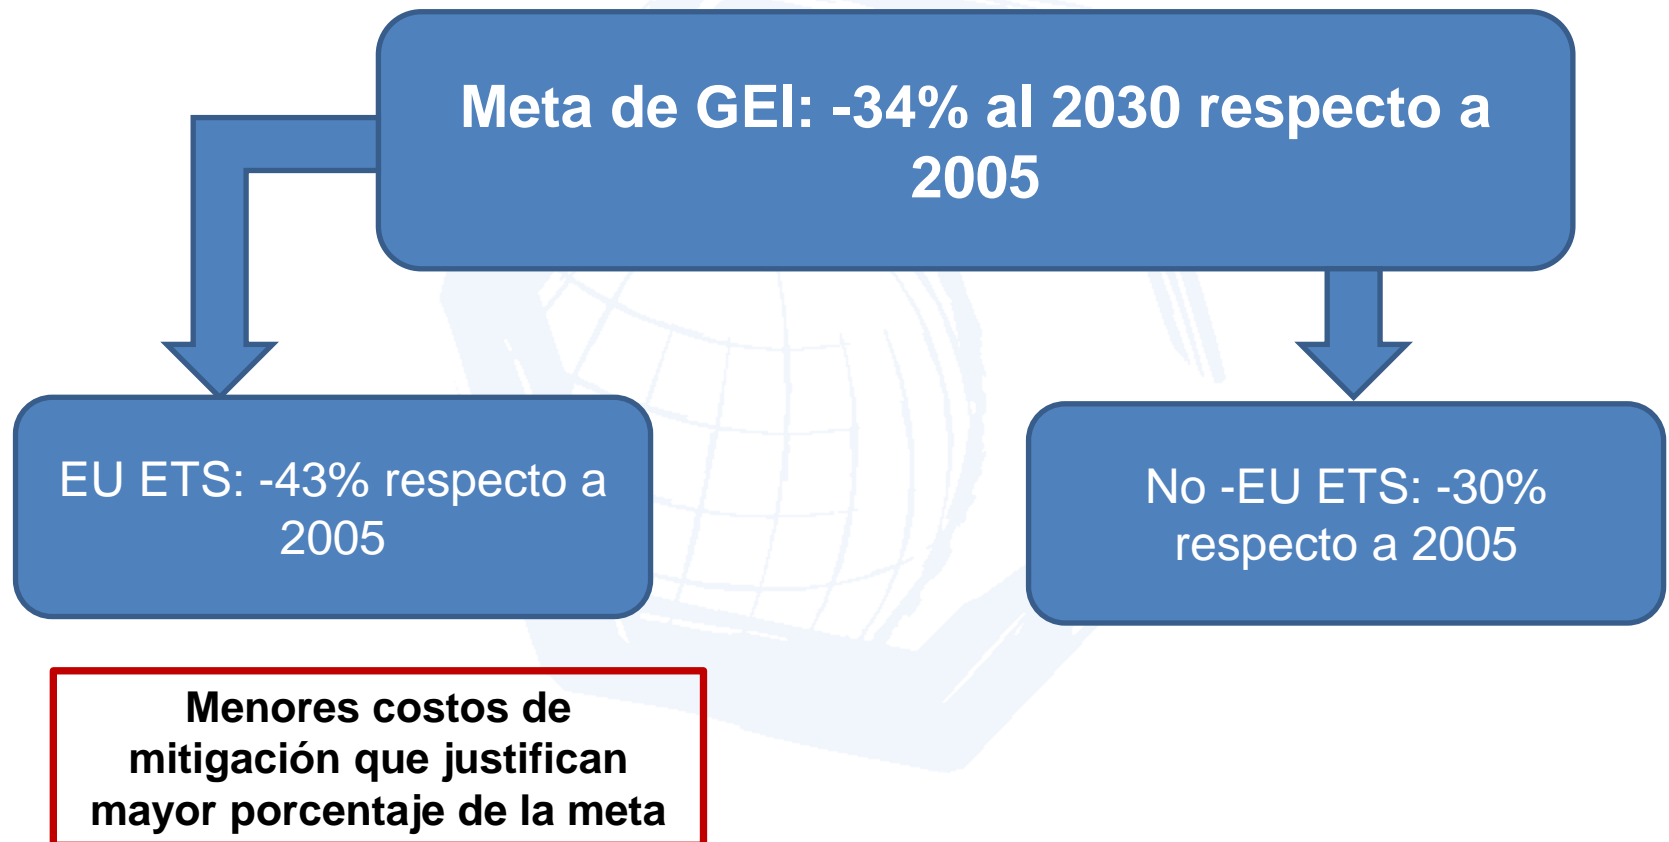 Meta de GEI: -34% al 2030 respecto a
2005
EU ETS: -43% respecto a
2005
No -EU ETS: -30%
respecto a 2005
Menores costos de
mitigación que justifican
mayor porcentaje de la meta